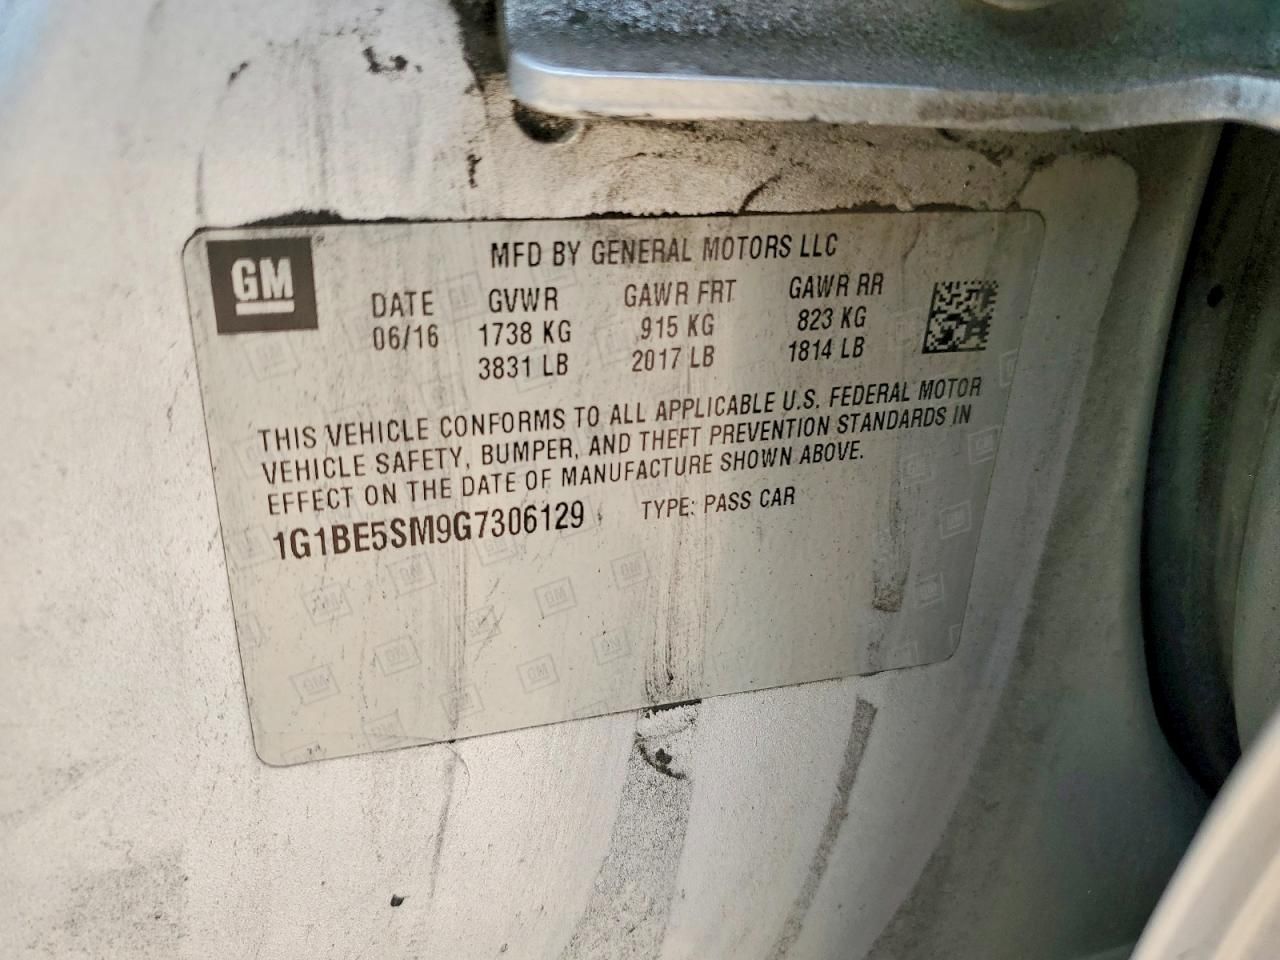 GM
MFD BY GENERAL MOTORS LLC
DATE GVWR GAWR FRT GAWR RR
06/16 1738 KG 915 KG 823 KG
3831 LB 2017 LB 1814 LB
THIS VEHICLE CONFORMS TO ALL APPLICABLE U.S. FEDERAL MOTOR
VEHICLE SAFETY, BUMPER, AND THEFT PREVENTION STANDARDS IN
EFFECT ON THE DATE OF MANUFACTURE SHOWN ABOVE.
1G1BE5SM9G7306129 TYPE: PASS CAR